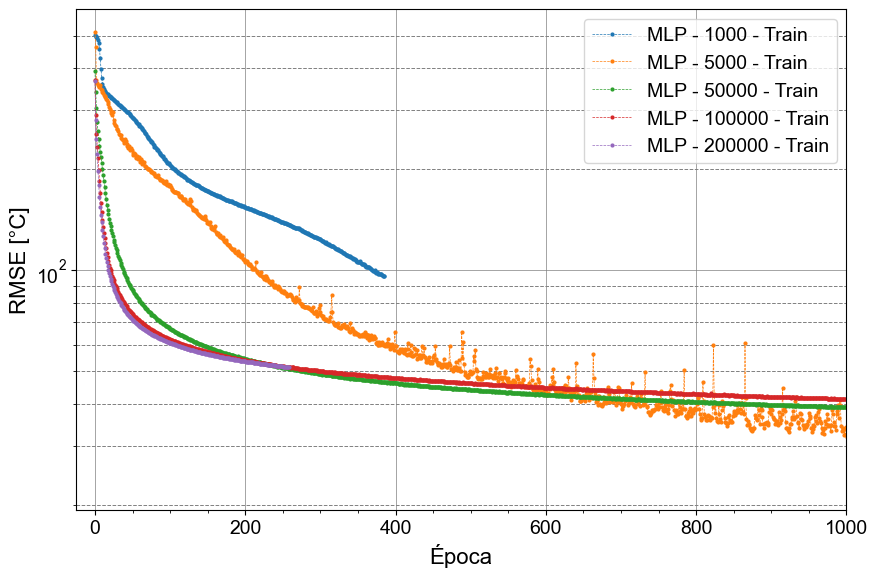 MLP - 1000 - Train
MLP - 5000 - Train
MLP - 50000 - Train
MLP - 100000 - Train
MLP - 200000 - Train
RMSE [°C]
10²
0 200 400 600 800 1000
Época